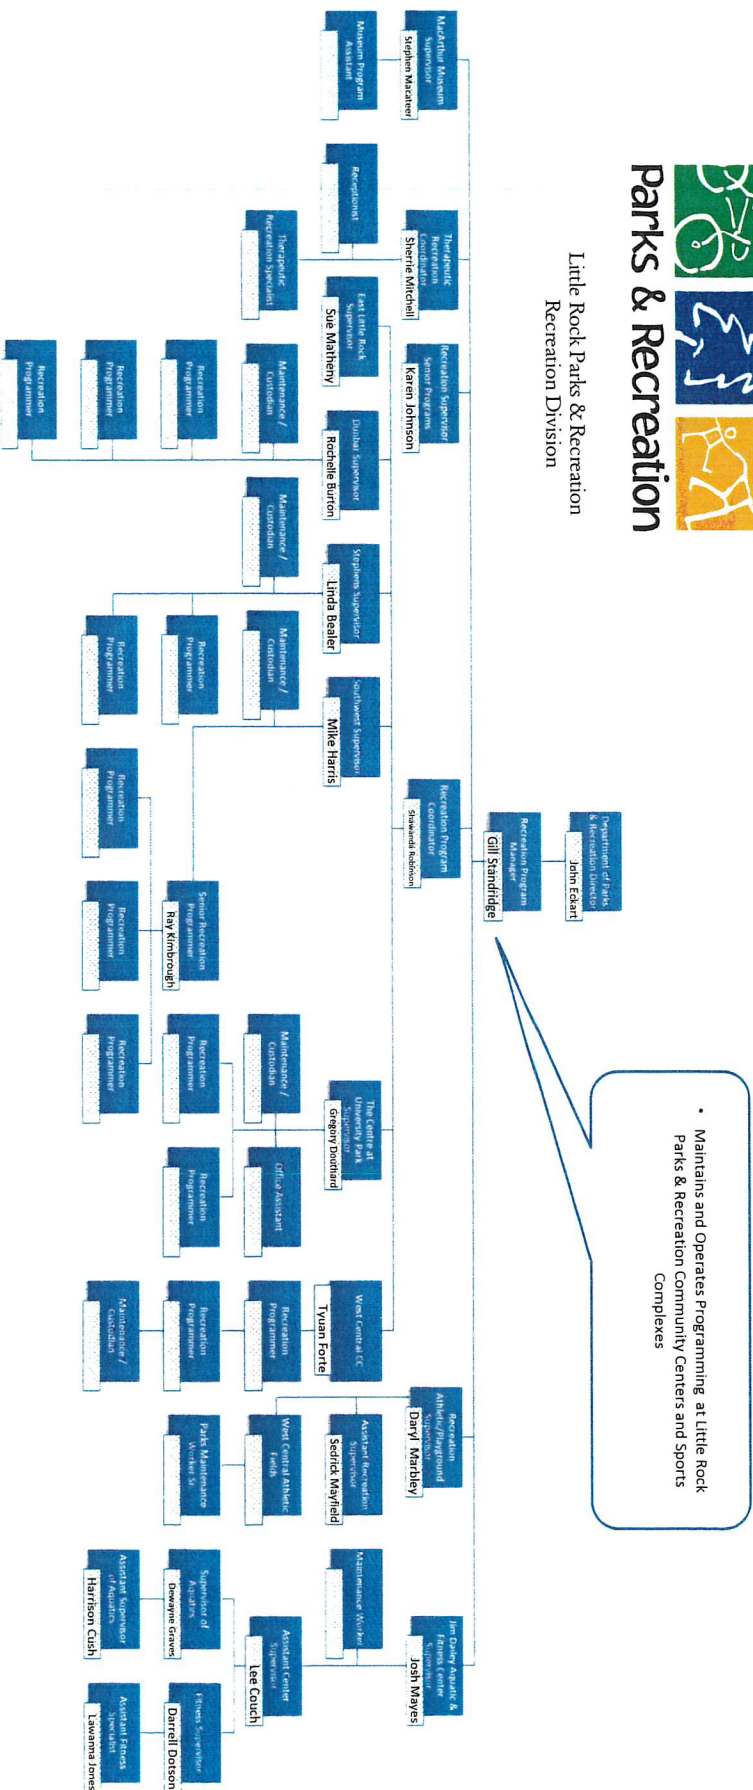 Parks & Recreation
Little Rock Parks & Recreation
Recreation Division
Department of Parks
& Recreation Director
John Eckart
Recreation Program
Manager
Gill Standridge
• Maintains and Operates Programming at Little Rock
Parks & Recreation Community Centers and Sports
Complexes
MacArthur Museum
Supervisor
Stephen Macateer
Museum Program
Assistant
Therapeutic
Recreation
Coordinator
Sherrie Mitchell
Receptionist
Therapeutic
Recreation Specialist
Recreation Supervisor
Senior Programs
Karen Johnson
Recreation Program
Coordinator
Shawanda Robinson
East Little Rock
Supervisor
Sue Matheny
Dunbar Supervisor
Rochelle Burton
Maintenance /
Custodian
Recreation
Programmer
Recreation
Programmer
Recreation
Programmer
Stephens Supervisor
Linda Bealer
Maintenance /
Custodian
Recreation
Programmer
Recreation
Programmer
Southwest Supervisor
Mike Harris
Maintenance /
Custodian
Senior Recreation
Programmer
Ray Kimbrough
Recreation
Programmer
Recreation
Programmer
Recreation
Programmer
The Centre at
University Park
Supervisor
Gregory Douthard
Maintenance /
Custodian
Office Assistant
Recreation
Programmer
Recreation
Programmer
West Central CC
Tyuan Forte
Recreation
Programmer
Recreation
Programmer
Maintenance /
Custodian
Recreation
Athletic/Playground
Supervisor
Daryl Marbley
Assistant Recreation
Supervisor
Sedrick Mayfield
West Central Athletic
Fields
Parks Maintenance
Worker Sr.
Jim Dailey Aquatic &
Fitness Center
Supervisor
Josh Mayes
Maintenance Worker
Assistant Center
Supervisor
Lee Couch
Supervisor of
Aquatics
Dewayne Graves
Assistant Supervisor
of Aquatics
Harrison Cush
Fitness Supervisor
Darrell Dotson
Assistant Fitness
Specialist
Lawanna Jones